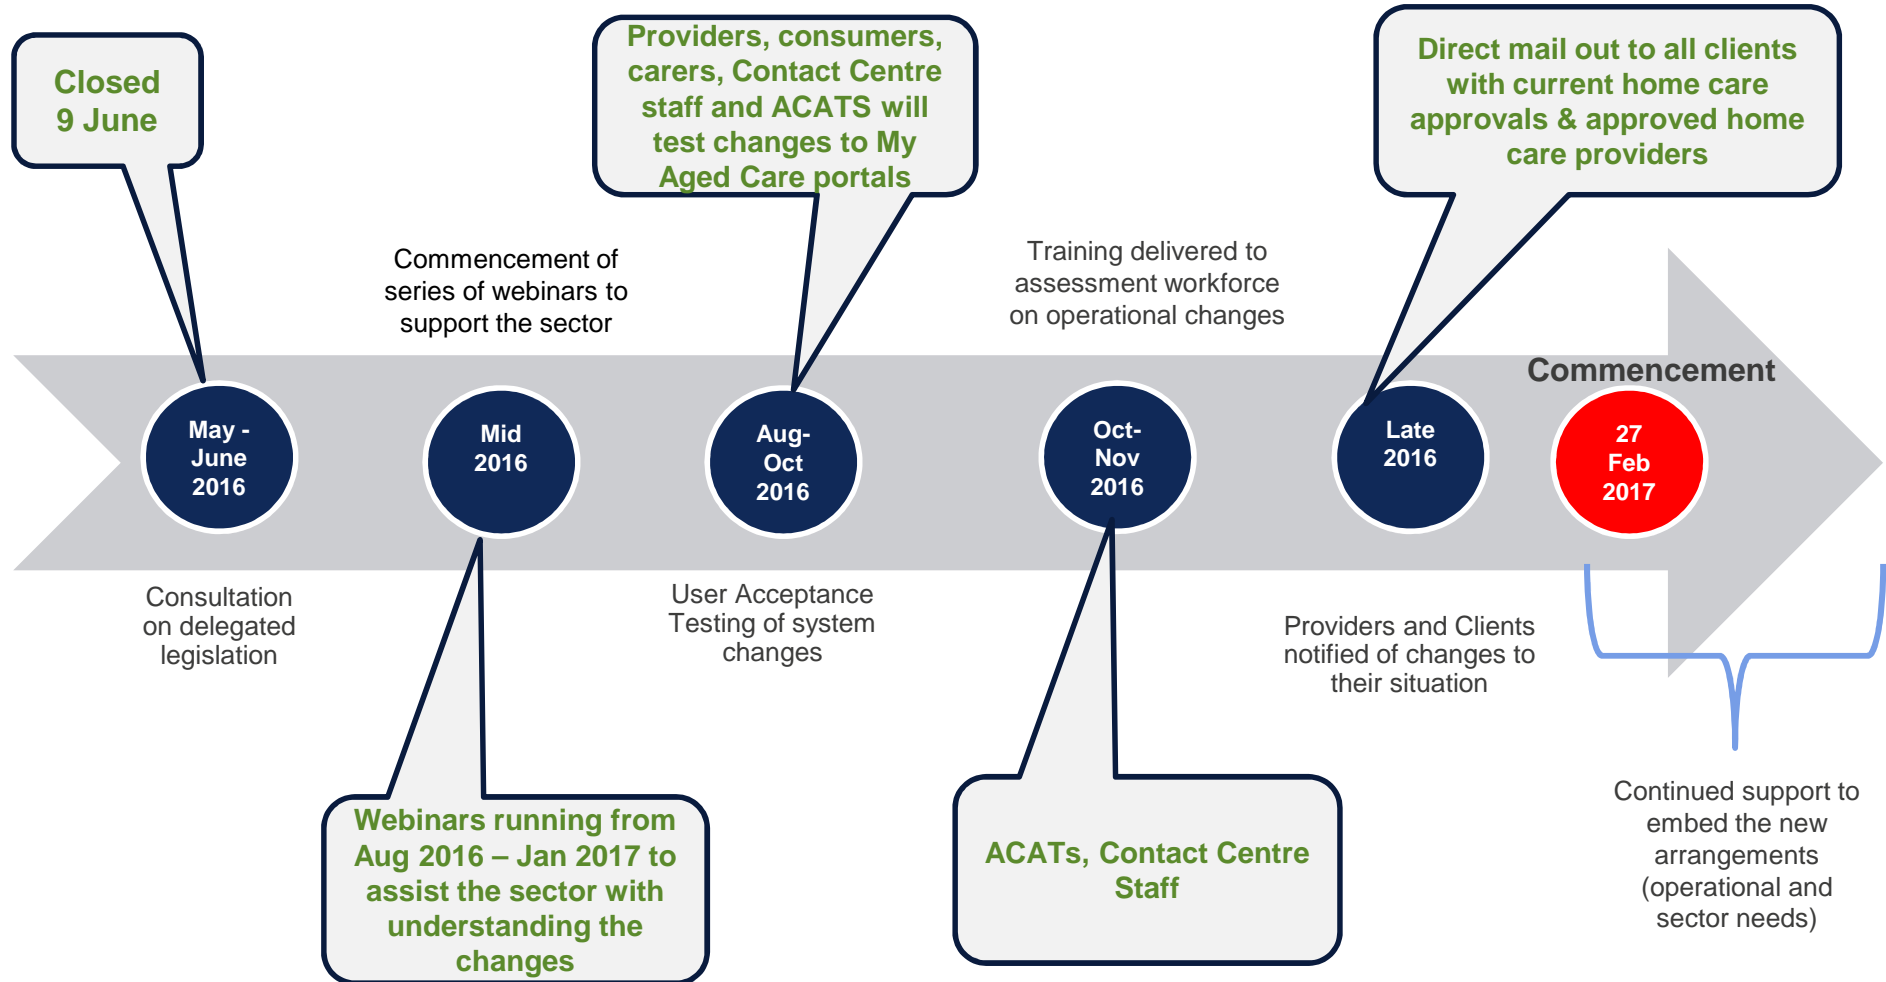 Closed
9 June
Providers, consumers,
carers, Contact Centre
staff and ACATS will
test changes to My
Aged Care portals
Direct mail out to all clients
with current home care
approvals & approved home
care providers
Commencement of
series of webinars to
support the sector
Training delivered to
assessment workforce
on operational changes
Commencement
May -
June
2016
Mid
2016
Aug-
Oct
2016
Oct-
Nov
2016
Late
2016
27
Feb
2017
Consultation
on delegated
legislation
User Acceptance
Testing of system
changes
Providers and Clients
notified of changes to
their situation
Webinars running from
Aug 2016 – Jan 2017 to
assist the sector with
understanding the
changes
ACATs, Contact Centre
Staff
Continued support to
embed the new
arrangements
(operational and
sector needs)